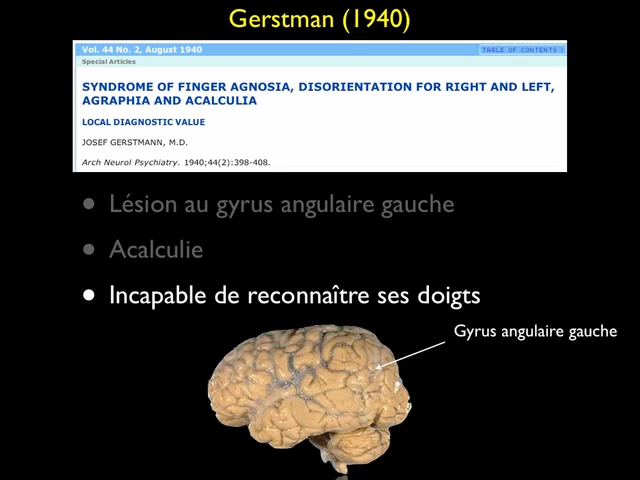 Gerstman (1940)
Vol. 44 No. 2, August 1940
TABLE OF CONTENTS >
Special Articles
SYNDROME OF FINGER AGNOSIA, DISORIENTATION FOR RIGHT AND LEFT,
AGRAPHIA AND ACALCULIA
LOCAL DIAGNOSTIC VALUE
JOSEF GERSTMANN, M.D.
Arch Neurol Psychiatry. 1940;44(2):398-408.
• Lésion au gyrus angulaire gauche
• Acalculie
• Incapable de reconnaître ses doigts
Gyrus angulaire gauche